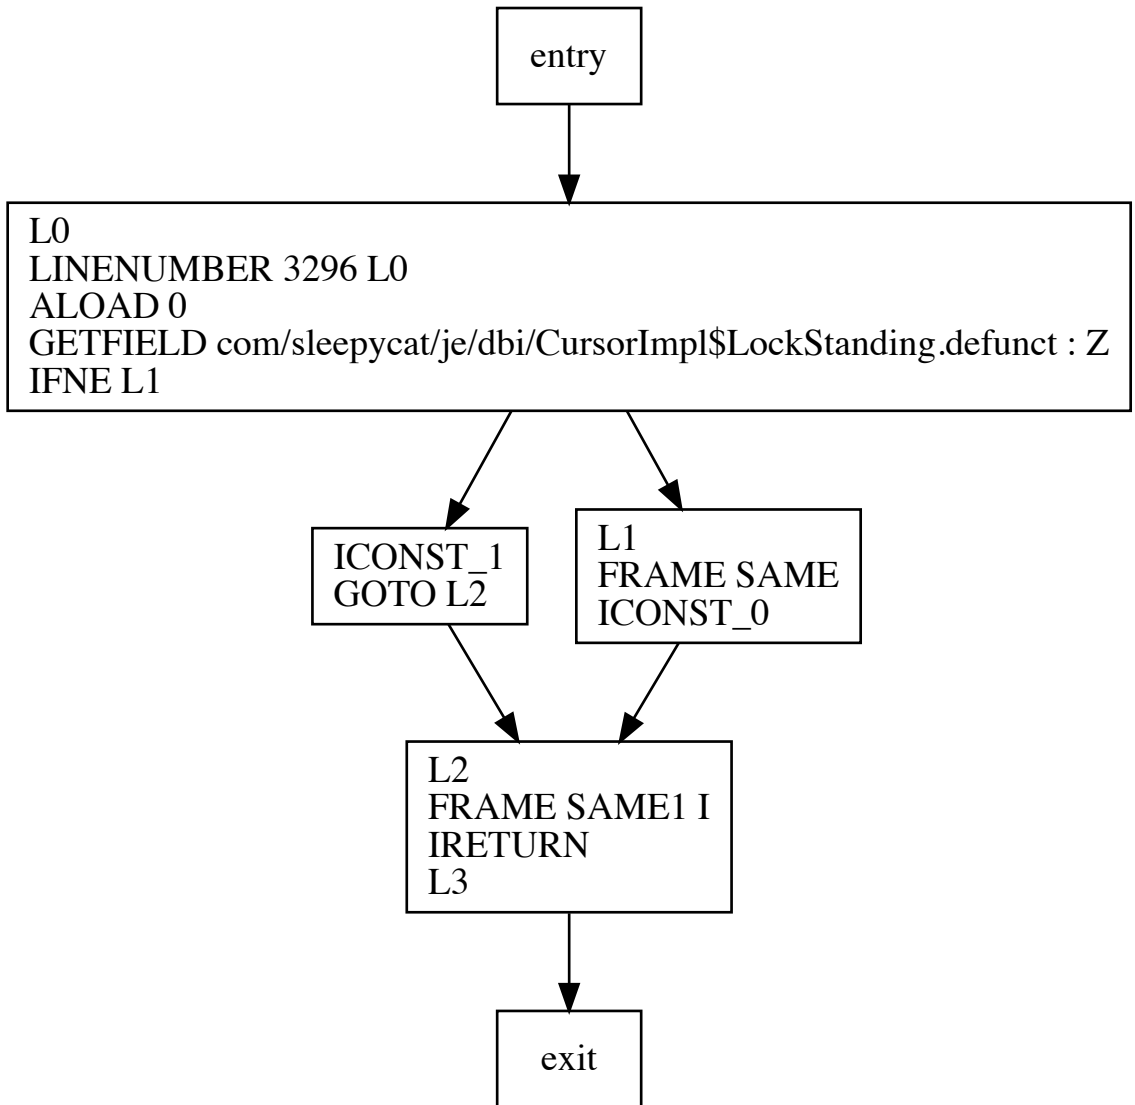 entry
L0
LINENUMBER 3296 L0
ALOAD 0
GETFIELD com/sleepycat/je/dbi/CursorImpl$LockStanding.defunct : Z
IFNE L1
ICONST_1
GOTO L2
L1
FRAME SAME
ICONST_0
L2
FRAME SAME1 I
IRETURN
L3
exit